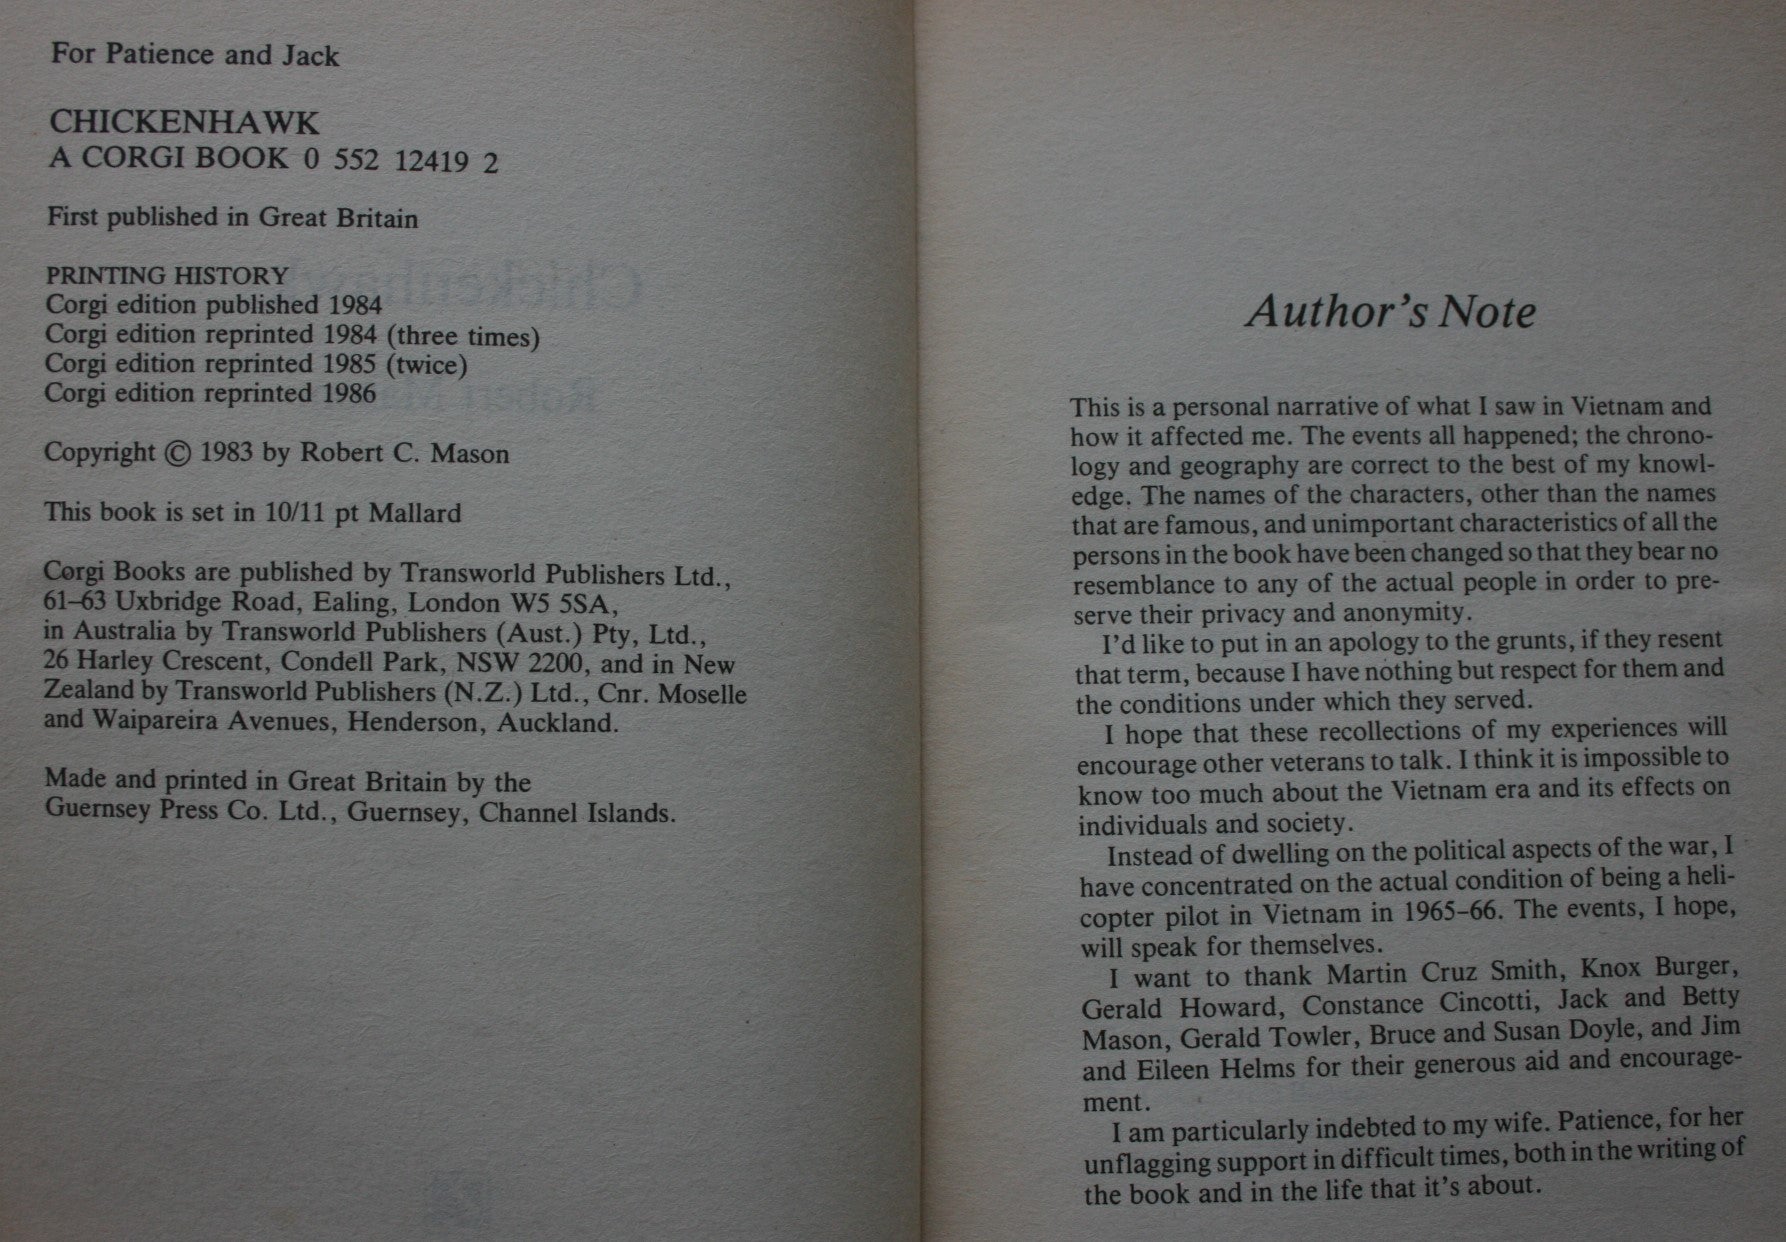 For Patience and Jack
CHICKENHAWK
A CORGI BOOK 0 552 12419 2
First published in Great Britain
PRINTING HISTORY
Corgi edition published 1984
Corgi edition reprinted 1984 (three times)
Corgi edition reprinted 1985 (twice)
Corgi edition reprinted 1986
Copyright © 1983 by Robert C. Mason
This book is set in 10/11 pt Mallard
Corgi Books are published by Transworld Publishers Ltd.,
61–63 Uxbridge Road, Ealing, London W5 5SA,
in Australia by Transworld Publishers (Aust.) Pty, Ltd.,
26 Harley Crescent, Condell Park, NSW 2200, and in New
Zealand by Transworld Publishers (N.Z.) Ltd., Cnr. Moselle
and Waipareira Avenues, Henderson, Auckland.
Made and printed in Great Britain by the
Guernsey Press Co. Ltd., Guernsey, Channel Islands.
Author's Note
This is a personal narrative of what I saw in Vietnam and
how it affected me. The events all happened; the chrono-
logy and geography are correct to the best of my knowl-
edge. The names of the characters, other than the names
that are famous, and unimportant characteristics of all the
persons in the book have been changed so that they bear no
resemblance to any of the actual people in order to pre-
serve their privacy and anonymity.
I'd like to put in an apology to the grunts, if they resent
that term, because I have nothing but respect for them and
the conditions under which they served.
I hope that these recollections of my experiences will
encourage other veterans to talk. I think it is impossible to
know too much about the Vietnam era and its effects on
individuals and society.
Instead of dwelling on the political aspects of the war, I
have concentrated on the actual condition of being a heli-
copter pilot in Vietnam in 1965–66. The events, I hope,
will speak for themselves.
I want to thank Martin Cruz Smith, Knox Burger,
Gerald Howard, Constance Cincotti, Jack and Betty
Mason, Gerald Towler, Bruce and Susan Doyle, and Jim
and Eileen Helms for their generous aid and encourage-
ment.
I am particularly indebted to my wife. Patience, for her
unflagging support in difficult times, both in the writing of
the book and in the life that it's about.